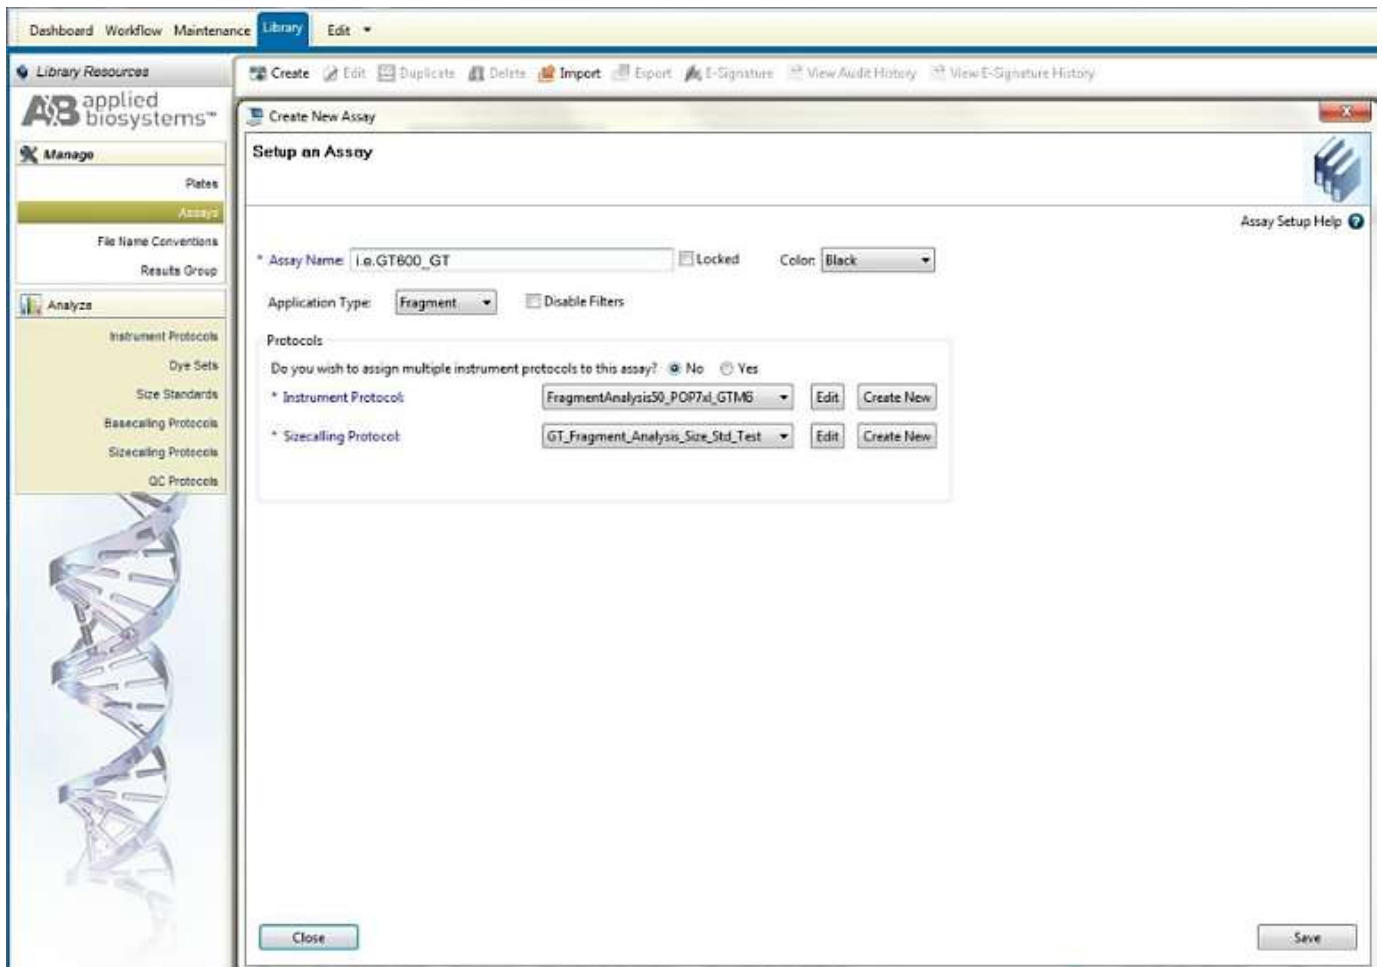 Dashboard Workflow Maintenance Library Edit
Library Resources
Create Edit Duplicate Delete Import Export E-Signature View Audit History View E-Signature History
AB applied biosystems™
Create New Assay
Manage
Setup an Assay
Plates
Assays
File Name Conventions
Results Group
Assay Setup Help ?
* Assay Name: i.e.GT600_GT Locked Color: Black
Application Type: Fragment Disable Filters
Analyze
Instrument Protocols
Dye Sets
Size Standards
Basecalling Protocols
Sizecalling Protocols
QC Protocols
Protocols
Do you wish to assign multiple instrument protocols to this assay? No Yes
* Instrument Protocol: FragmentAnalysis50_POP7xl_GTM6 Edit Create New
* Sizecalling Protocol: GT_Fragment_Analysis_Size_Std_Test Edit Create New
Close Save